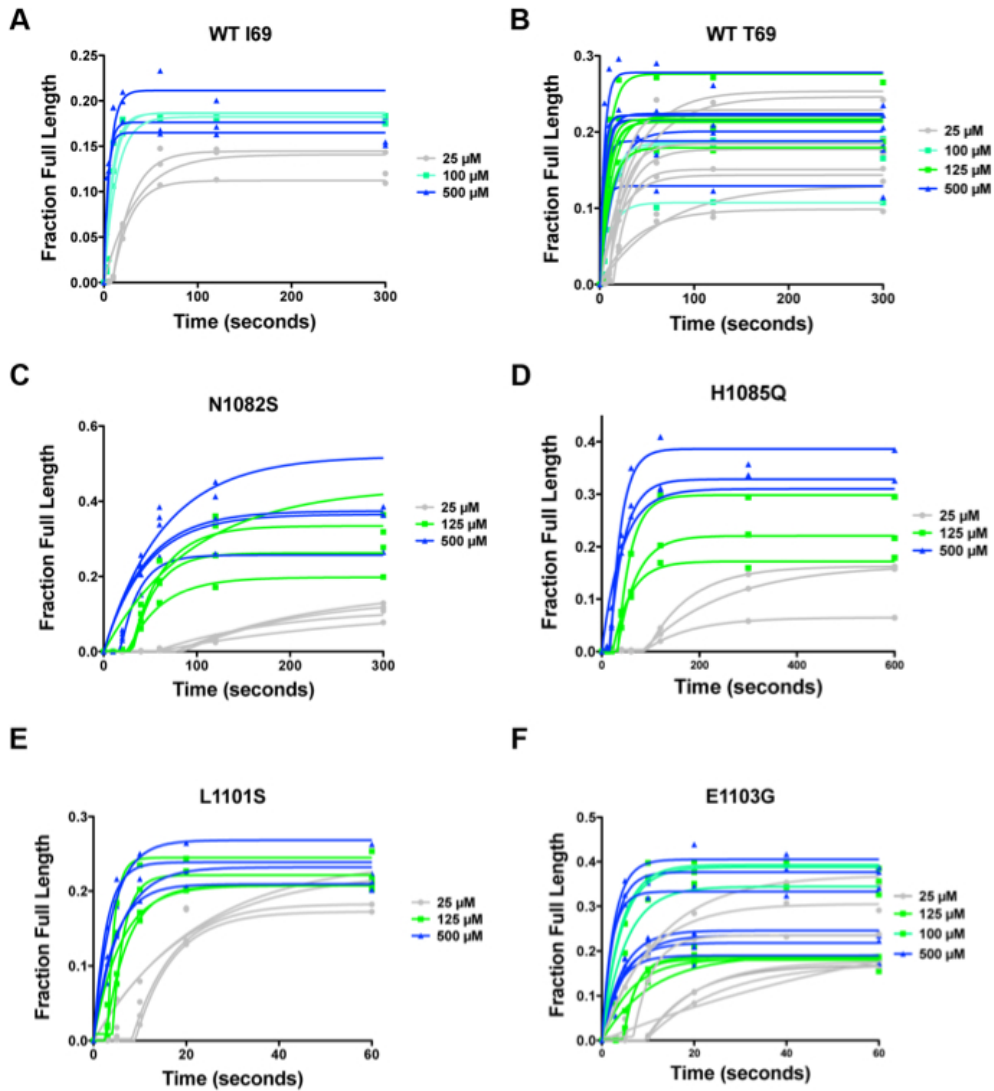 A
WT I69
Fraction Full Length
0.25
0.20
0.15
0.10
0.05
0.00
0
100
200
300
Time (seconds)
25 µM
100 µM
500 µM
B
WT T69
Fraction Full Length
0.3
0.2
0.1
0.0
0
100
200
300
Time (seconds)
25 µM
100 µM
125 µM
500 µM
C
N1082S
Fraction Full Length
0.6
0.4
0.2
0.0
0
100
200
300
Time (seconds)
25 µM
125 µM
500 µM
D
H1085Q
Fraction Full Length
0.4
0.3
0.2
0.1
0.0
0
200
400
600
Time (seconds)
25 µM
125 µM
500 µM
E
L1101S
Fraction Full Length
0.3
0.2
0.1
0.0
0
20
40
60
Time (seconds)
25 µM
125 µM
500 µM
F
E1103G
Fraction Full Length
0.5
0.4
0.3
0.2
0.1
0.0
0
20
40
60
Time (seconds)
25 µM
125 µM
100 µM
500 µM